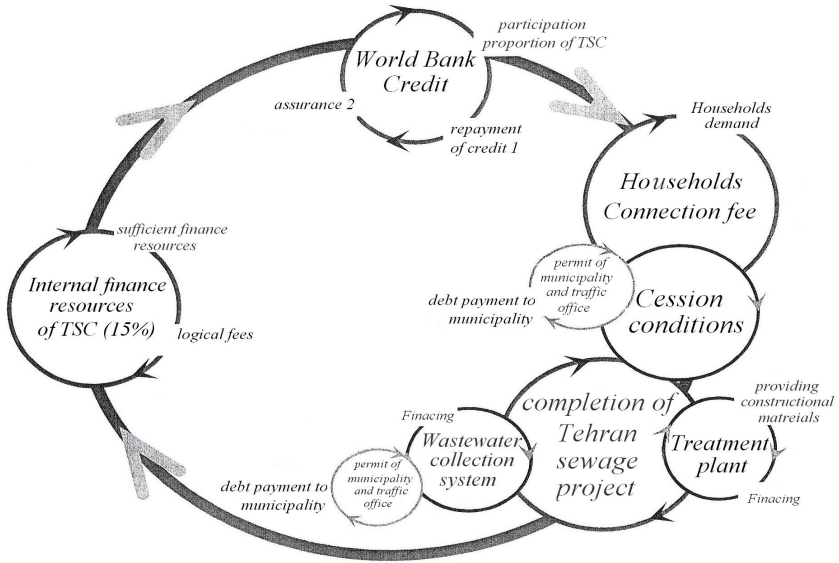 participation
proportion of TSC
World Bank
Credit
assurance 2
repayment
of credit 1
Households
demand
Households
Connection fee
sufficient finance
resources
Internal finance
resources
of TSC (15%)
logical fees
permit of
municipality
and traffic
office
debt payment to
municipality
Cession
conditions
completion of
Tehran
sewage
project
providing
constructional
matreials
Treatment
plant
Finacing
Finacing
Wastewater
collection
system
permit of
municipality
and traffic
office
debt payment to
municipality